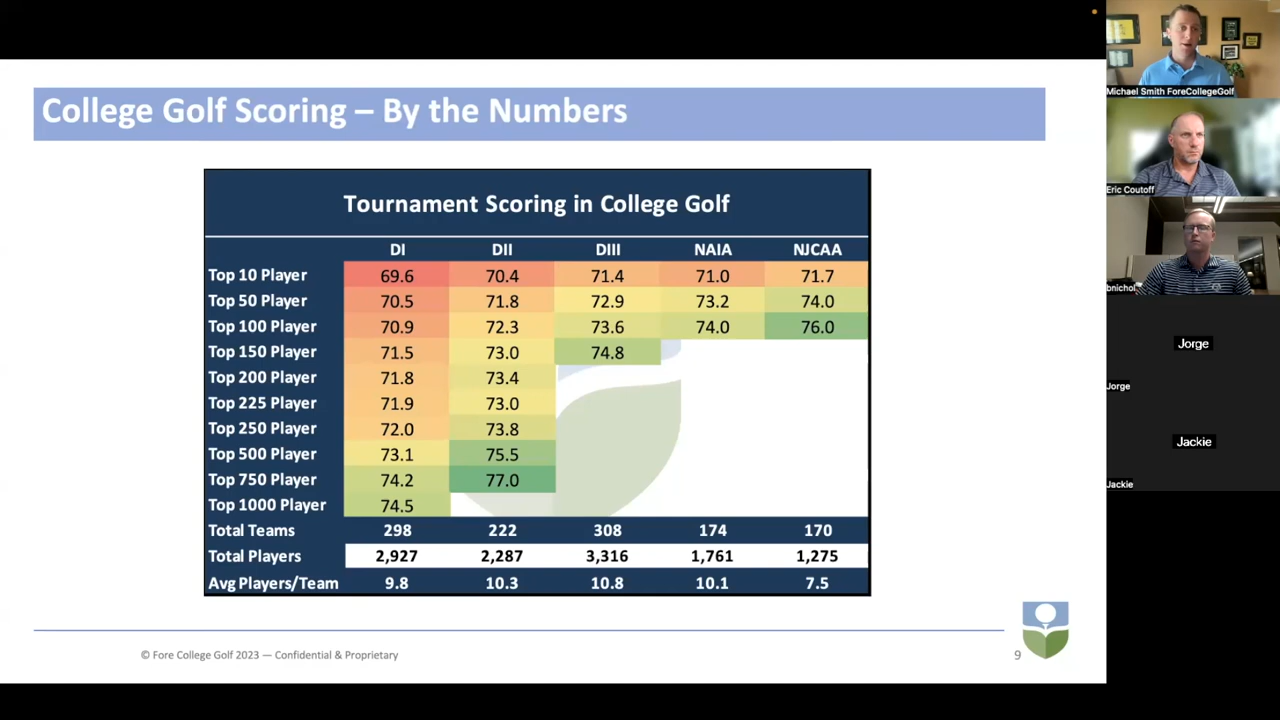 College Golf Scoring – By the Numbers
Tournament Scoring in College Golf
DI DII DIII NAIA NJCAA
Top 10 Player 69.6 70.4 71.4 71.0 71.7
Top 50 Player 70.5 71.8 72.9 73.2 74.0
Top 100 Player 70.9 72.3 73.6 74.0 76.0
Top 150 Player 71.5 73.0 74.8
Top 200 Player 71.8 73.4
Top 225 Player 71.9 73.0
Top 250 Player 72.0 73.8
Top 500 Player 73.1 75.5
Top 750 Player 74.2 77.0
Top 1000 Player 74.5
Total Teams 298 222 308 174 170
Total Players 2,927 2,287 3,316 1,761 1,275
Avg Players/Team 9.8 10.3 10.8 10.1 7.5
© Fore College Golf 2023 — Confidential & Proprietary
9
Michael Smith ForeCollegeGolf
Eric Coutoff
bnichol
Jorge
Jorge
Jackie
Jackie